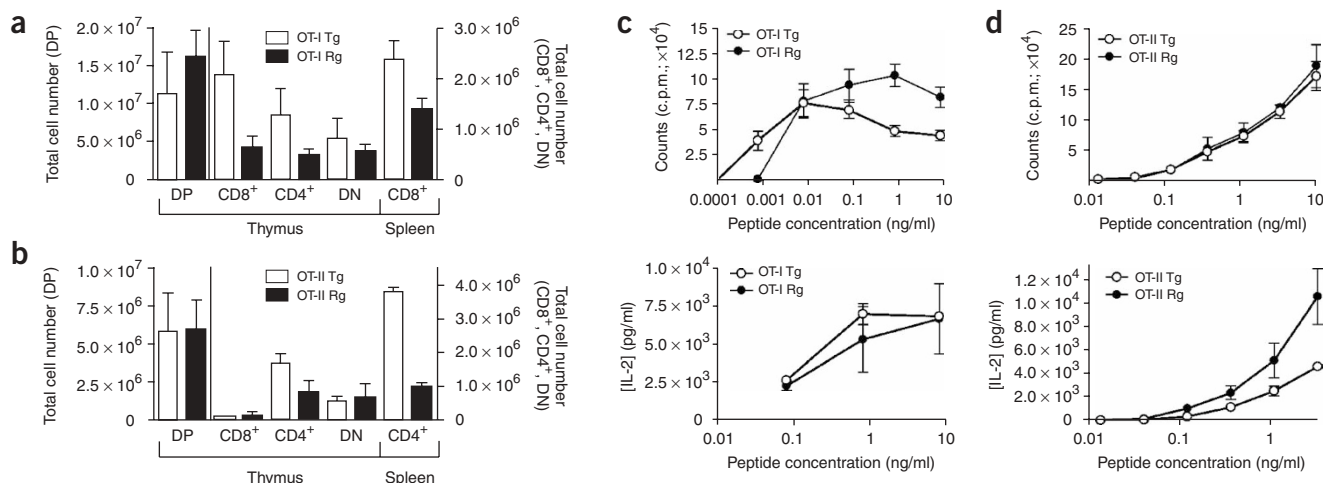 a
Total cell number (DP)
2.0 × 10⁷
1.5 × 10⁷
1.0 × 10⁷
5.0 × 10⁶
0
OT-I Tg
OT-I Rg
3.0 × 10⁶
2.0 × 10⁶
1.0 × 10⁶
0
Total cell number
(CD8⁺, CD4⁺, DN)
DP CD8⁺ CD4⁺ DN CD8⁺
Thymus Spleen
b
Total cell number (DP)
1.0 × 10⁷
7.5 × 10⁶
5.0 × 10⁶
2.5 × 10⁶
0
OT-II Tg
OT-II Rg
4.0 × 10⁶
3.0 × 10⁶
2.0 × 10⁶
1.0 × 10⁶
0
Total cell number
(CD8⁺, CD4⁺, DN)
DP CD8⁺ CD4⁺ DN CD4⁺
Thymus Spleen
c
Counts (c.p.m.; ×10⁴)
15
12.5
10
7.5
5
2.5
OT-I Tg
OT-I Rg
0.0001 0.001 0.01 0.1 1 10
Peptide concentration (ng/ml)
[IL-2] (pg/ml)
1.0 × 10⁴
7.5 × 10³
5.0 × 10³
2.5 × 10³
0
OT-I Tg
OT-I Rg
0.01 0.1 1 10
Peptide concentration (ng/ml)
d
Counts (c.p.m.; ×10⁴)
25
20
15
10
5
OT-II Tg
OT-II Rg
0.01 0.1 1 10
Peptide concentration (ng/ml)
[IL-2] (pg/ml)
1.2 × 10⁴
1.0 × 10⁴
8.0 × 10³
6.0 × 10³
4.0 × 10³
2.0 × 10³
0
OT-II Tg
OT-II Rg
0.01 0.1 1
Peptide concentration (ng/ml)